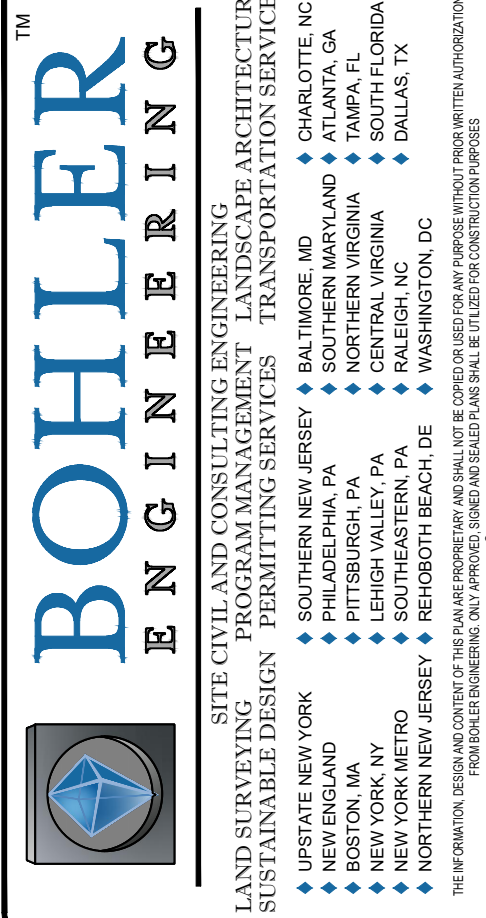 BOHLER™
ENGINEERING
SITE CIVIL AND CONSULTING ENGINEERING
LAND SURVEYING PROGRAM MANAGEMENT LANDSCAPE ARCHITECTUR
SUSTAINABLE DESIGN PERMITTING SERVICES TRANSPORTATION SERVICE
♦ UPSTATE NEW YORK ♦ SOUTHERN NEW JERSEY ♦ BALTIMORE, MD ♦ CHARLOTTE, NC
♦ NEW ENGLAND ♦ PHILADELPHIA, PA ♦ SOUTHERN MARYLAND ♦ ATLANTA, GA
♦ BOSTON, MA ♦ PITTSBURGH, PA ♦ NORTHERN VIRGINIA ♦ TAMPA, FL
♦ NEW YORK, NY ♦ LEHIGH VALLEY, PA ♦ CENTRAL VIRGINIA ♦ SOUTH FLORIDA
♦ NEW YORK METRO ♦ SOUTHEASTERN, PA ♦ RALEIGH, NC ♦ DALLAS, TX
♦ NORTHERN NEW JERSEY ♦ REHOBOTH BEACH, DE ♦ WASHINGTON, DC
THE INFORMATION, DESIGN AND CONTENT OF THIS PLAN ARE PROPRIETARY AND SHALL NOT BE COPIED OR USED FOR ANY PURPOSE WITHOUT PRIOR WRITTEN AUTHORIZATION
FROM BOHLER ENGINEERING. ONLY APPROVED, SIGNED AND SEALED PLANS SHALL BE UTILIZED FOR CONSTRUCTION PURPOSES